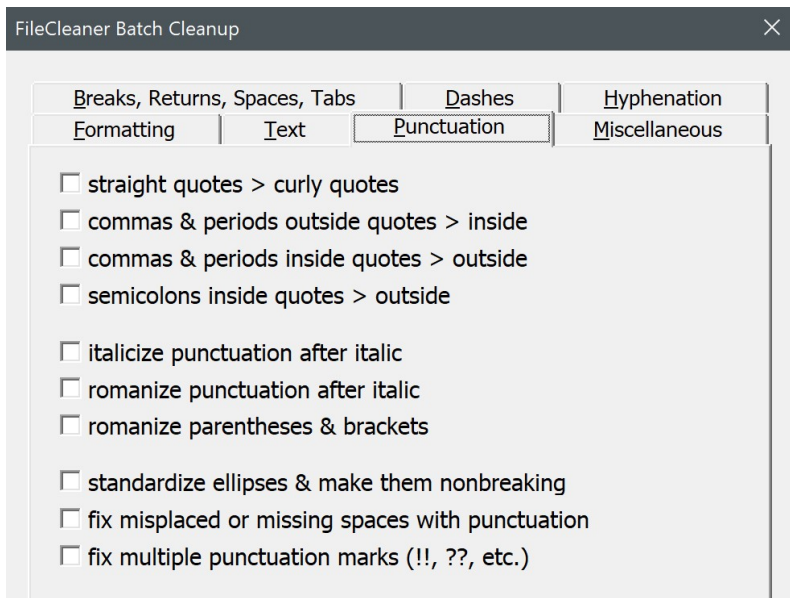 FileCleaner Batch Cleanup
Breaks, Returns, Spaces, Tabs Dashes Hyphenation
Formatting Text Punctuation Miscellaneous
straight quotes > curly quotes
commas & periods outside quotes > inside
commas & periods inside quotes > outside
semicolons inside quotes > outside
italicize punctuation after italic
romanize punctuation after italic
romanize parentheses & brackets
standardize ellipses & make them nonbreaking
fix misplaced or missing spaces with punctuation
fix multiple punctuation marks (!!, ??, etc.)